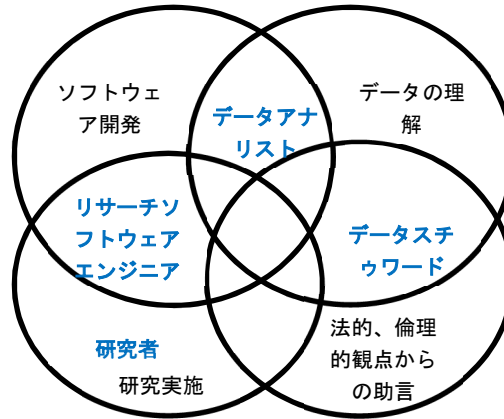 ソフトウェ
ア開発
データアナ
リスト
データの理
解
リサーチソ
フトウェア
エンジニア
データスチ
ゥワード
研究者
研究実施
法的、倫理
的観点から
の助言